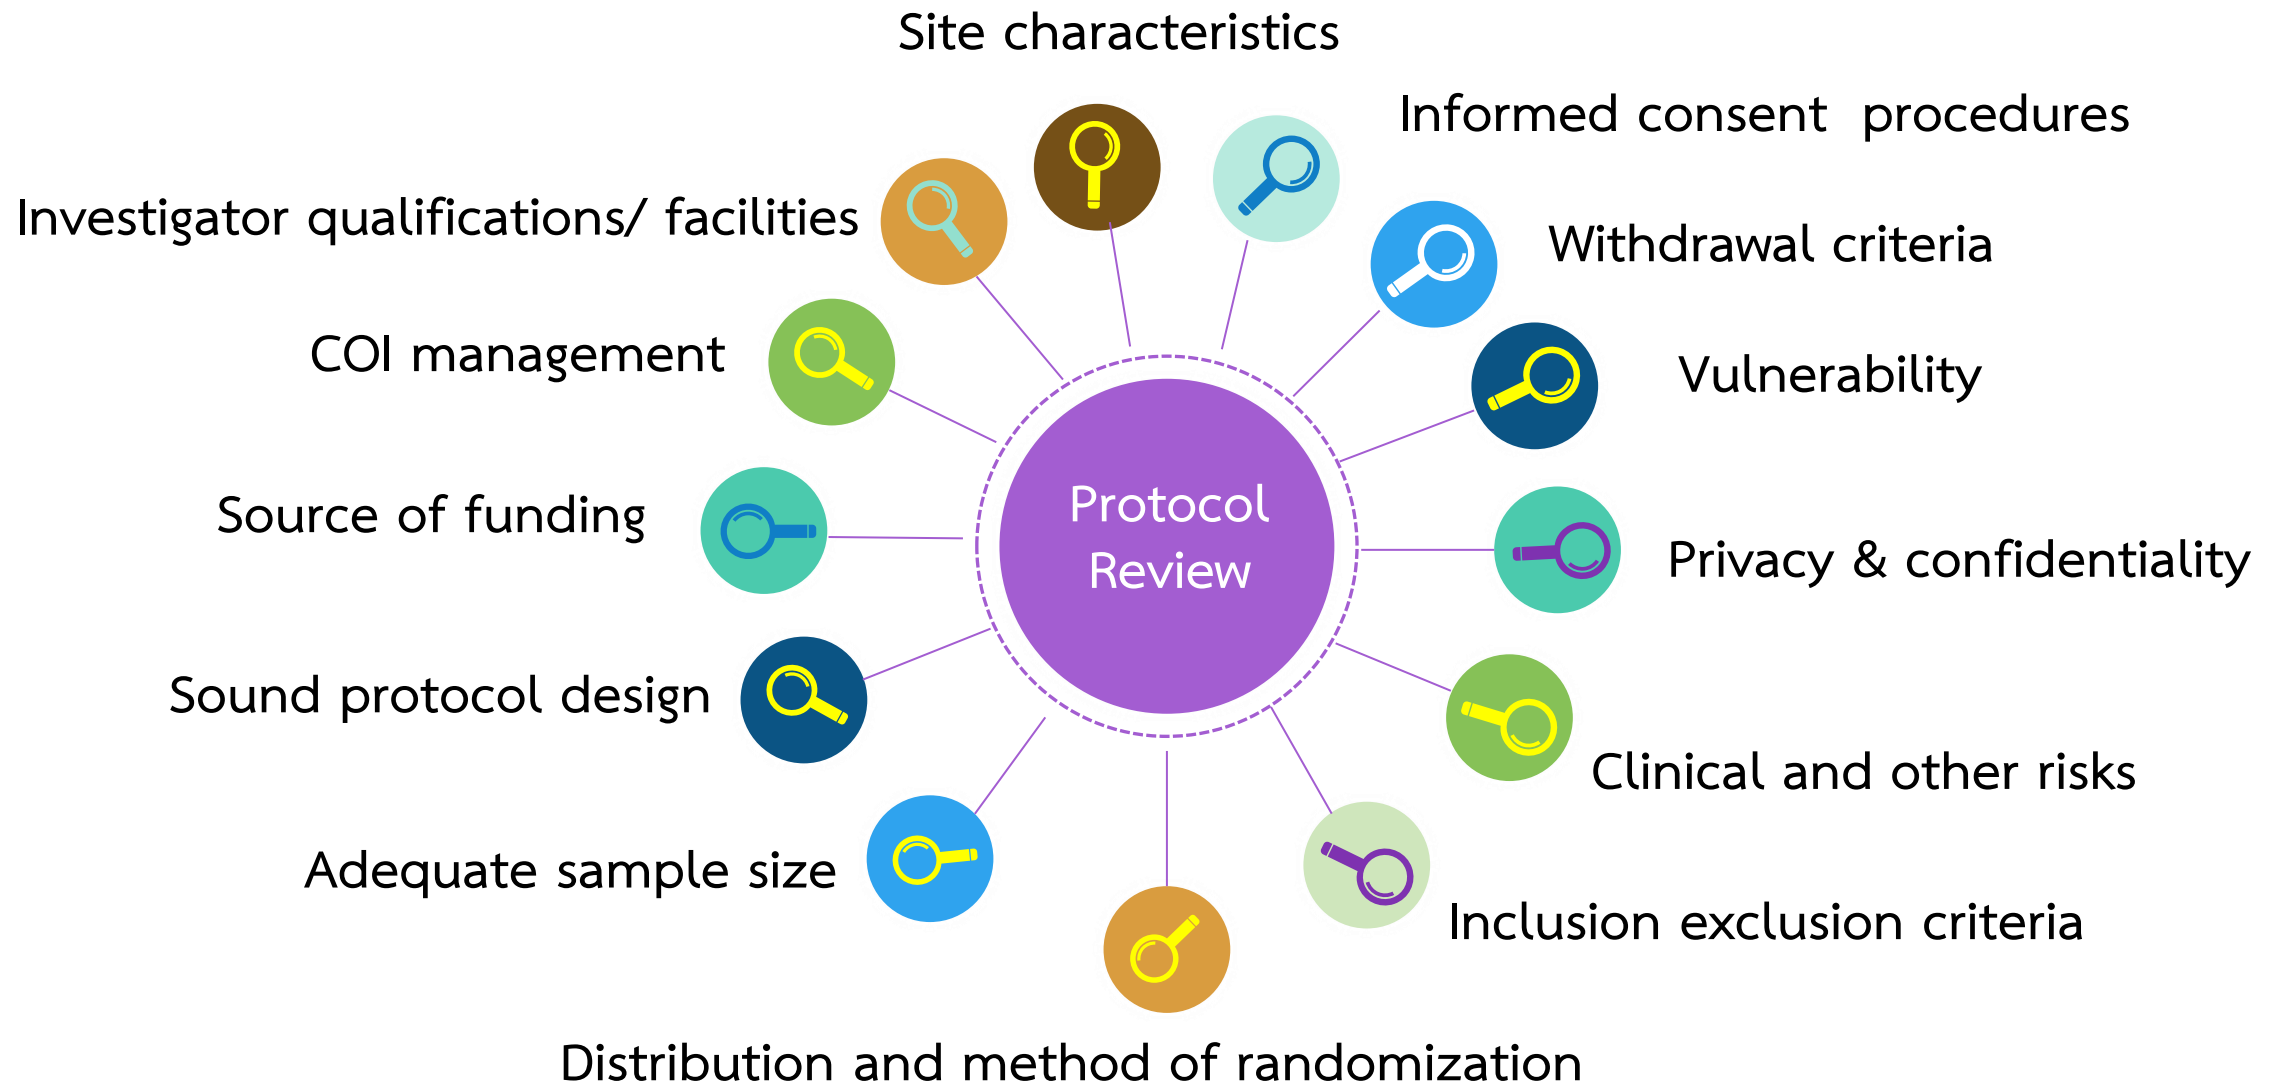 Site characteristics
Informed consent procedures
Investigator qualifications/ facilities
Withdrawal criteria
COI management
Vulnerability
Source of funding
Protocol
Review
Privacy & confidentiality
Sound protocol design
Clinical and other risks
Adequate sample size
Inclusion exclusion criteria
Distribution and method of randomization